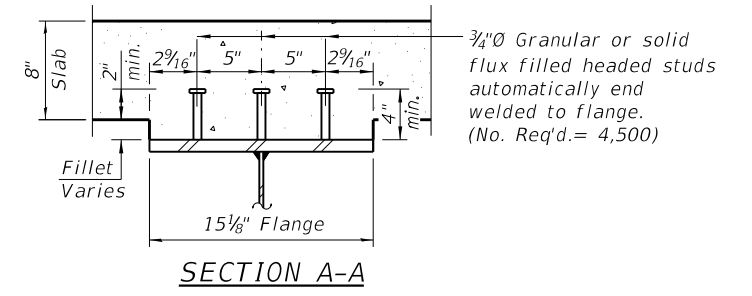 3/4"Ø Granular or solid
flux filled headed studs
automatically end
welded to flange.
(No. Req'd.= 4,500)
2 9/16" 5" 5" 2 9/16"
8"
Slab
2"
min.
4"
min.
Fillet
Varies
15 1/8" Flange
SECTION A-A